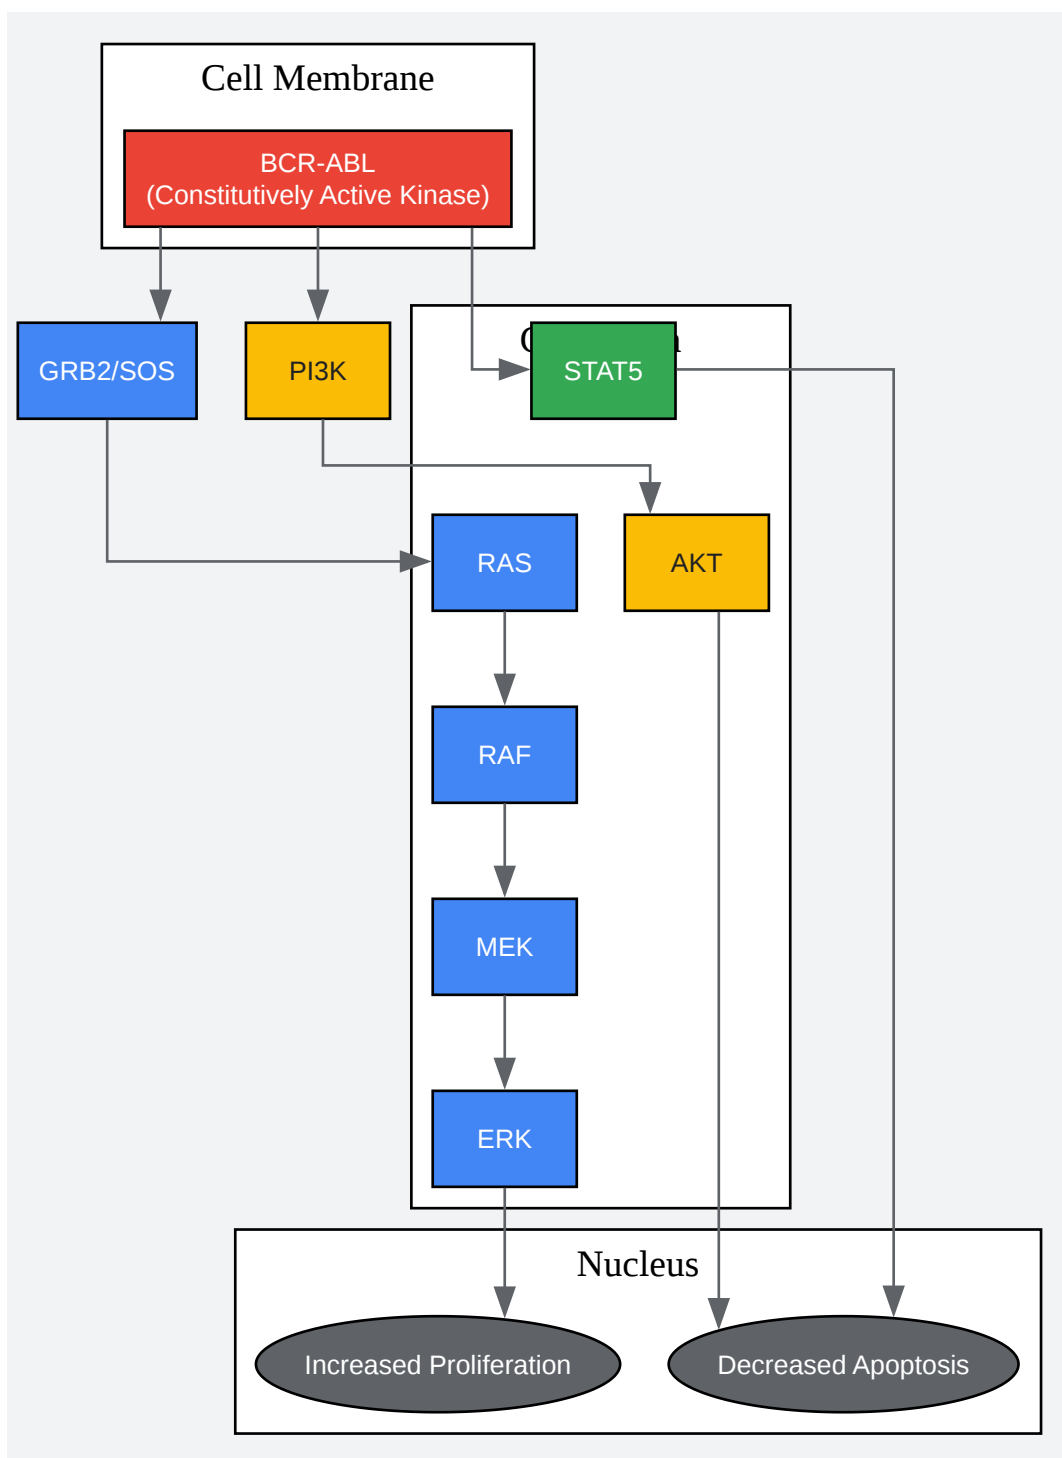 Cell Membrane
BCR-ABL
(Constitutively Active Kinase)
GRB2/SOS
PI3K
STAT5
RAS
AKT
RAF
MEK
ERK
Nucleus
Increased Proliferation
Decreased Apoptosis